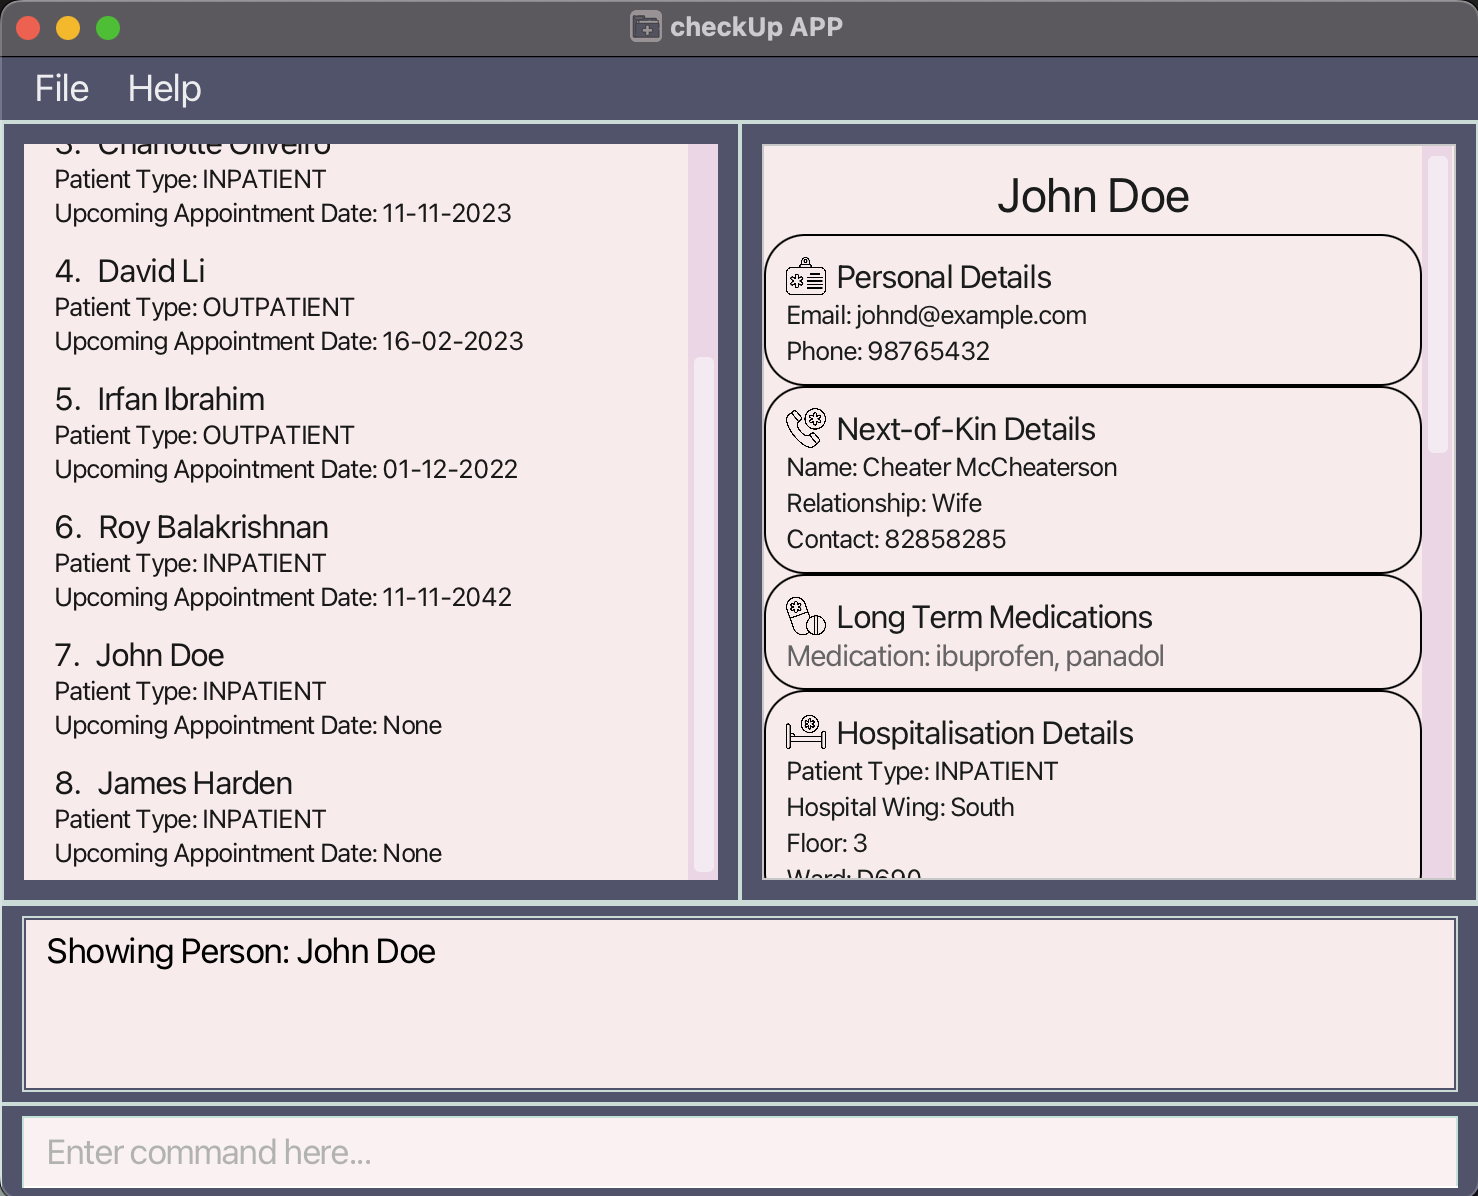 checkUp APP
File Help
3. Charlotte Oliveiro
Patient Type: INPATIENT
Upcoming Appointment Date: 11-11-2023
4. David Li
Patient Type: OUTPATIENT
Upcoming Appointment Date: 16-02-2023
5. Irfan Ibrahim
Patient Type: OUTPATIENT
Upcoming Appointment Date: 01-12-2022
6. Roy Balakrishnan
Patient Type: INPATIENT
Upcoming Appointment Date: 11-11-2042
7. John Doe
Patient Type: INPATIENT
Upcoming Appointment Date: None
8. James Harden
Patient Type: INPATIENT
Upcoming Appointment Date: None
John Doe
Personal Details
Email: johnd@example.com
Phone: 98765432
Next-of-Kin Details
Name: Cheater McCheaterson
Relationship: Wife
Contact: 82858285
Long Term Medications
Medication: ibuprofen, panadol
Hospitalisation Details
Patient Type: INPATIENT
Hospital Wing: South
Floor: 3
Ward: D690
Showing Person: John Doe
Enter command here...